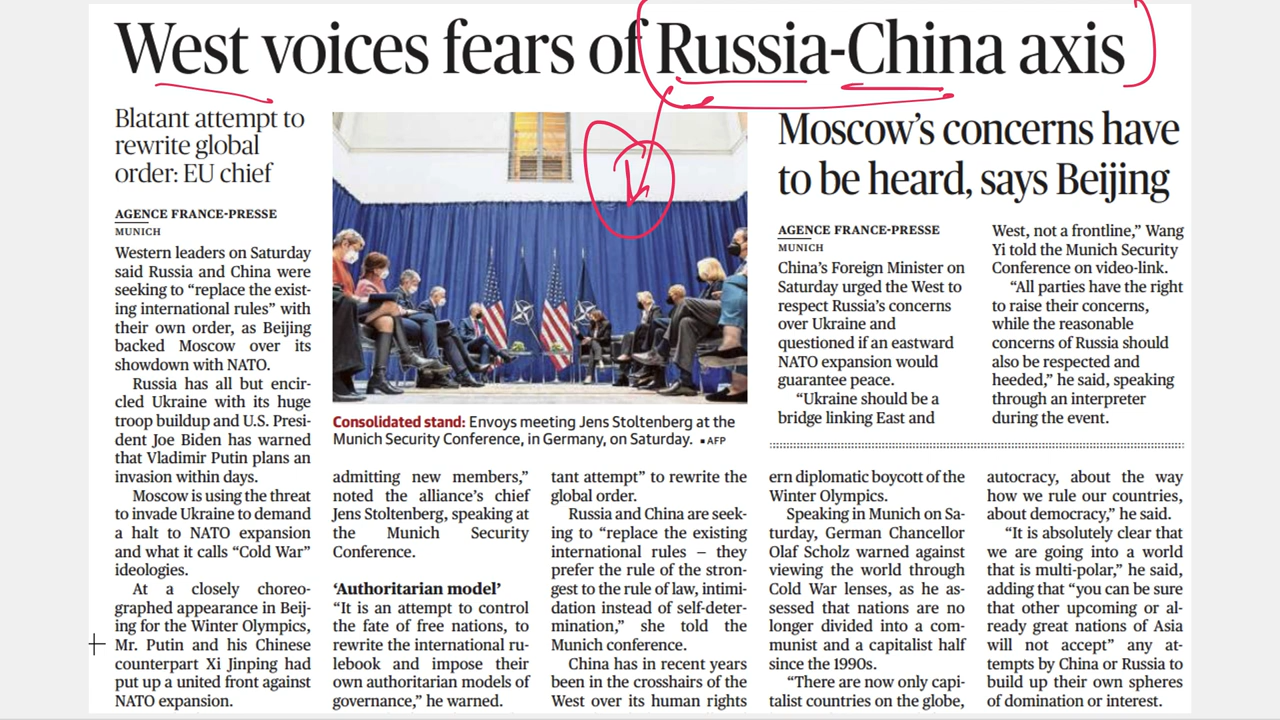 West voices fears of Russia-China axis
Blatant attempt to
rewrite global
order: EU chief
AGENCE FRANCE-PRESSE
MUNICH
Western leaders on Saturday
said Russia and China were
seeking to “replace the exist-
ing international rules” with
their own order, as Beijing
backed Moscow over its
showdown with NATO.
Russia has all but encir-
cled Ukraine with its huge
troop buildup and U.S. Presi-
dent Joe Biden has warned
that Vladimir Putin plans an
invasion within days.
Moscow is using the threat
to invade Ukraine to demand
a halt to NATO expansion
and what it calls “Cold War”
ideologies.
At a closely choreo-
graphed appearance in Beij-
ing for the Winter Olympics,
Mr. Putin and his Chinese
counterpart Xi Jinping had
put up a united front against
NATO expansion.
Consolidated stand: Envoys meeting Jens Stoltenberg at the
Munich Security Conference, in Germany, on Saturday. ▪ AFP
admitting new members,”
noted the alliance’s chief
Jens Stoltenberg, speaking at
the Munich Security
Conference.
‘Authoritarian model’
“It is an attempt to control
the fate of free nations, to
rewrite the international ru-
lebook and impose their
own authoritarian models of
governance,” he warned.
tant attempt” to rewrite the
global order.
Russia and China are seek-
ing to “replace the existing
international rules – they
prefer the rule of the stron-
gest to the rule of law, intimi-
dation instead of self-deter-
mination,” she told the
Munich conference.
China has in recent years
been in the crosshairs of the
West over its human rights
Moscow’s concerns have
to be heard, says Beijing
AGENCE FRANCE-PRESSE
MUNICH
China’s Foreign Minister on
Saturday urged the West to
respect Russia’s concerns
over Ukraine and
questioned if an eastward
NATO expansion would
guarantee peace.
“Ukraine should be a
bridge linking East and
West, not a frontline,” Wang
Yi told the Munich Security
Conference on video-link.
“All parties have the right
to raise their concerns,
while the reasonable
concerns of Russia should
also be respected and
heeded,” he said, speaking
through an interpreter
during the event.
ern diplomatic boycott of the
Winter Olympics.
Speaking in Munich on Sa-
turday, German Chancellor
Olaf Scholz warned against
viewing the world through
Cold War lenses, as he as-
sessed that nations are no
longer divided into a com-
munist and a capitalist half
since the 1990s.
“There are now only capi-
talist countries on the globe,
autocracy, about the way
how we rule our countries,
about democracy,” he said.
“It is absolutely clear that
we are going into a world
that is multi-polar,” he said,
adding that “you can be sure
that other upcoming or al-
ready great nations of Asia
will not accept” any at-
tempts by China or Russia to
build up their own spheres
of domination or interest.